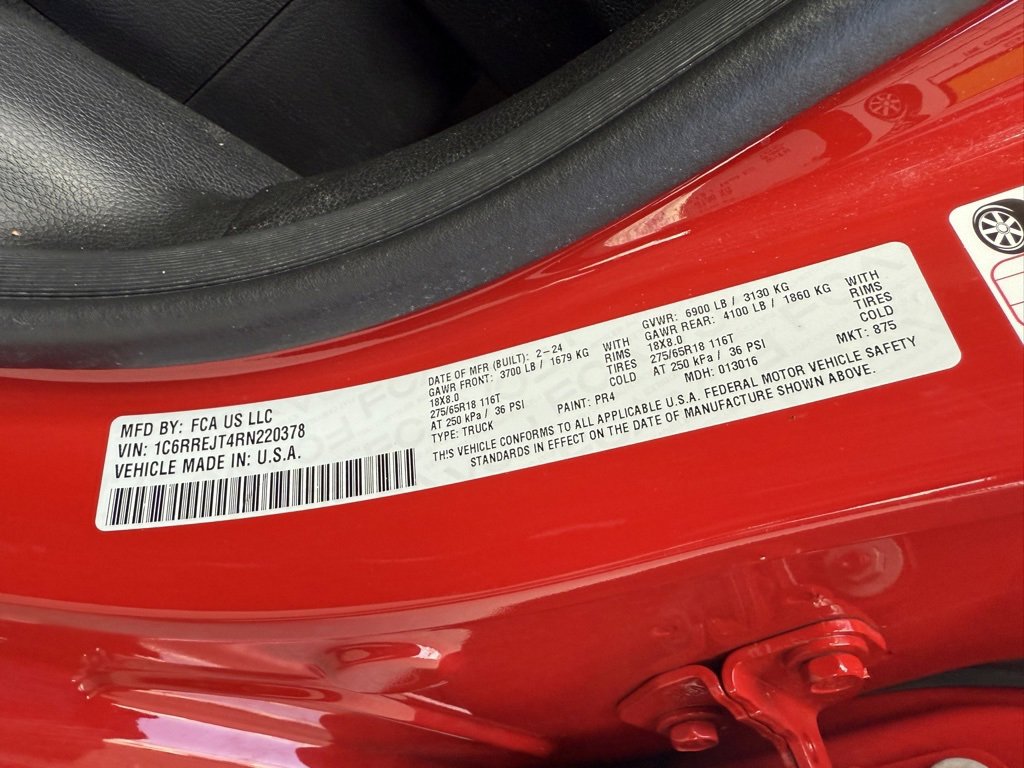 MFD BY: FCA US LLC
VIN: 1C6RREJT4RN220378
VEHICLE MADE IN: U.S.A.
DATE OF MFR (BUILT): 2-24
GAWR FRONT: 3700 LB / 1679 KG WITH
18X8.0 RIMS
275/65R18 116T TIRES
AT 250 kPa / 36 PSI COLD
TYPE: TRUCK PAINT: PR4
GVWR: 6900 LB / 3130 KG
GAWR REAR: 4100 LB / 1860 KG WITH
18X8.0 RIMS
275/65R18 116T TIRES
AT 250 kPa / 36 PSI COLD
MDH: 013016 MKT: 875
THIS VEHICLE CONFORMS TO ALL APPLICABLE U.S.A. FEDERAL MOTOR VEHICLE SAFETY
STANDARDS IN EFFECT ON THE DATE OF MANUFACTURE SHOWN ABOVE.